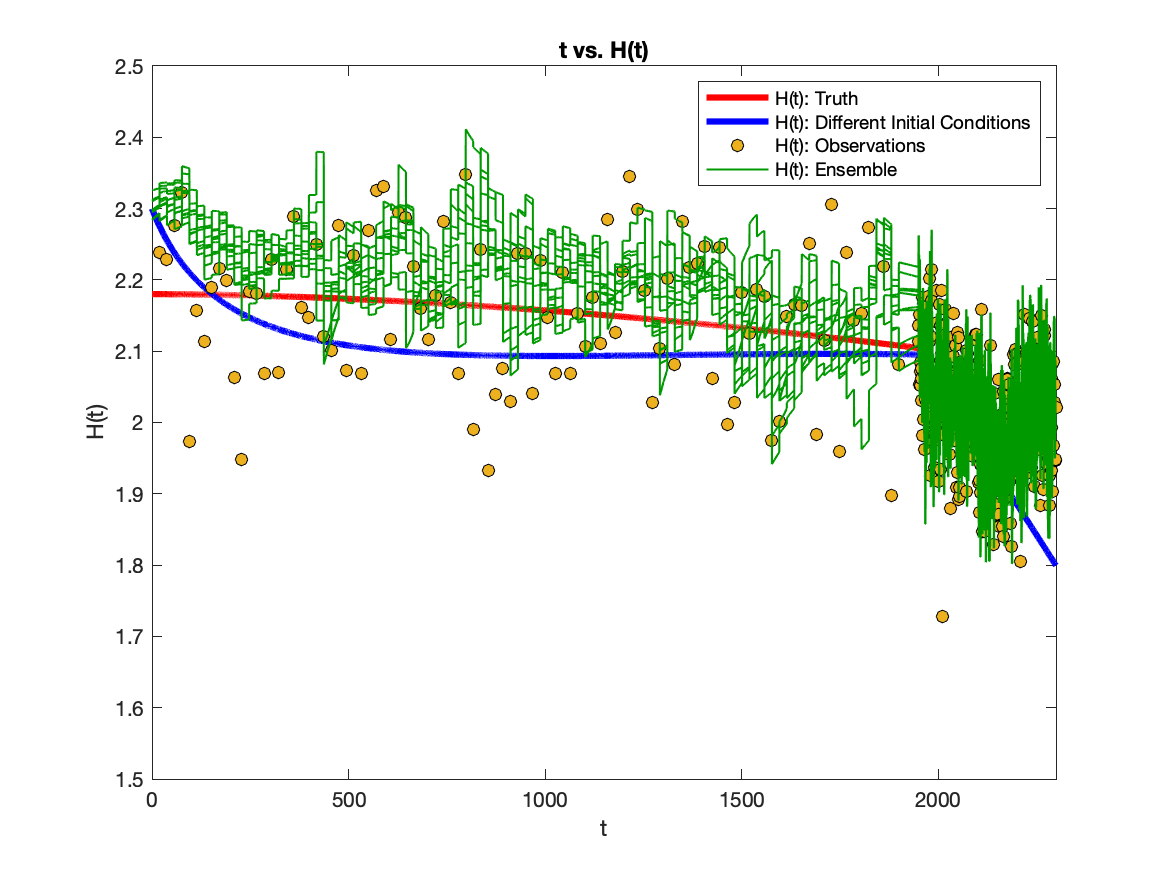 t vs. H(t)
2.5
2.4
2.3
2.2
2.1
2
1.9
1.8
1.7
1.6
1.5
H(t)
H(t): Truth
H(t): Different Initial Conditions
H(t): Observations
H(t): Ensemble
0
500
1000
1500
2000
t